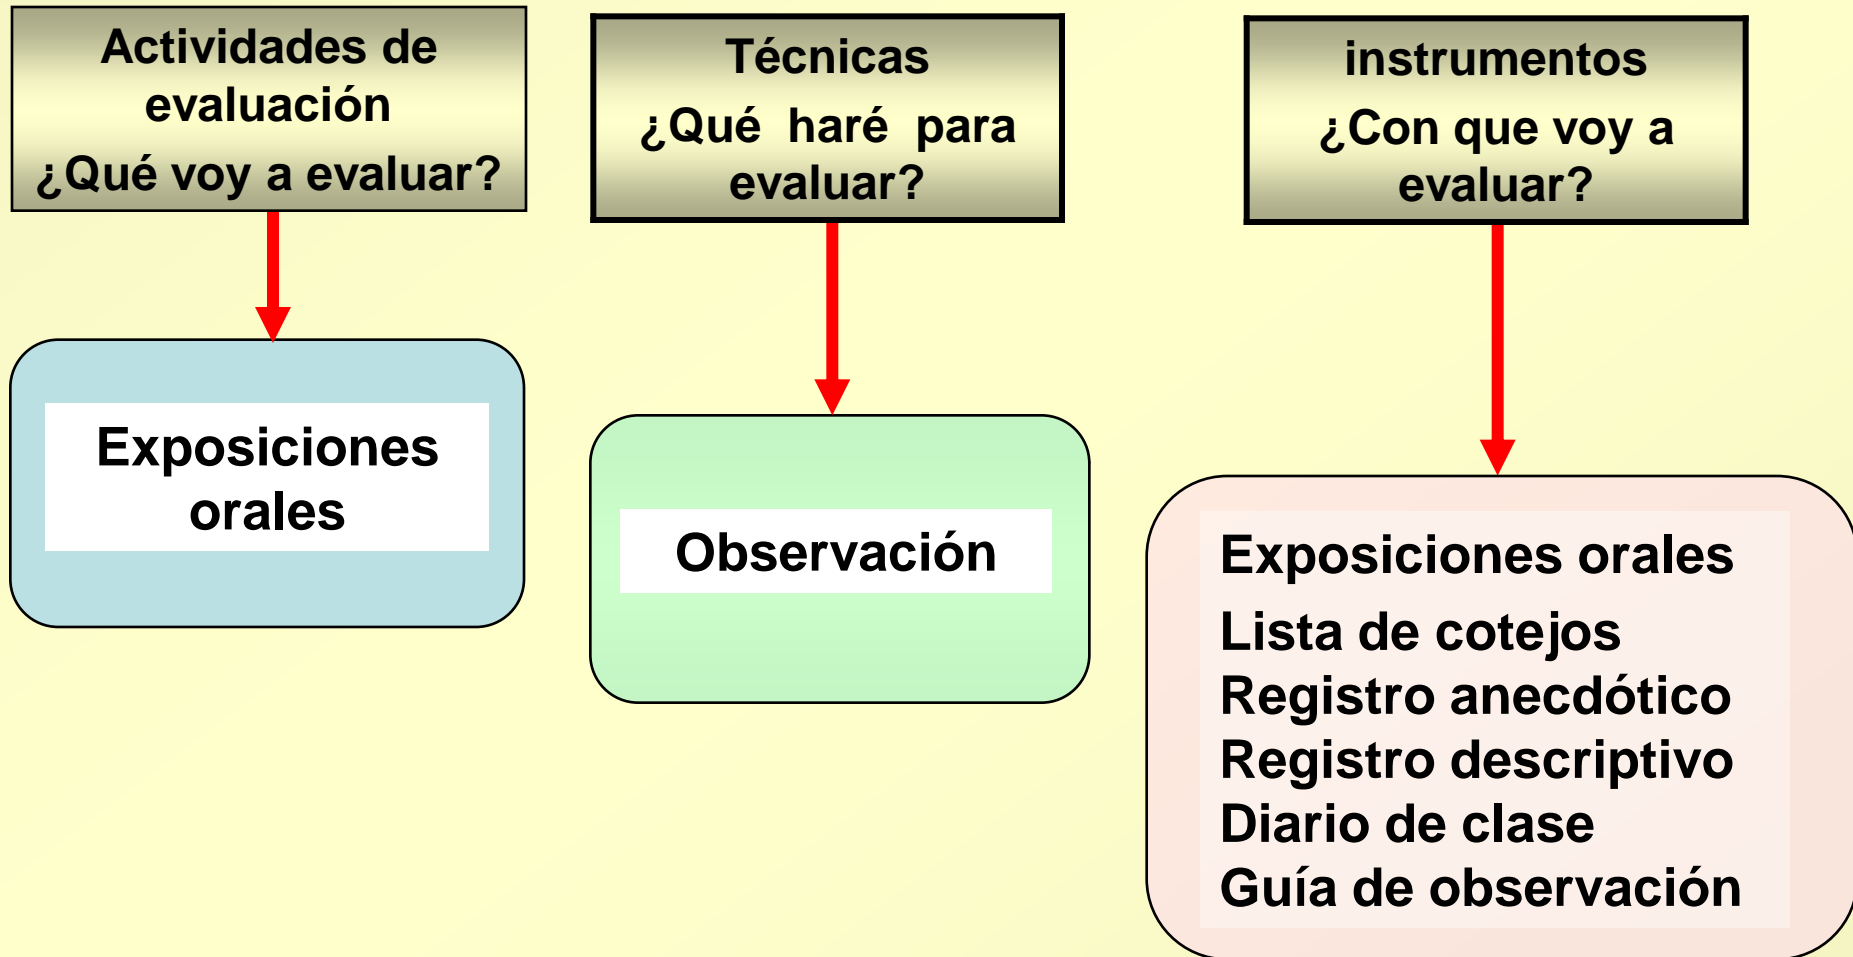 Actividades de
evaluación
¿Qué voy a evaluar?
Técnicas
¿Qué haré para
evaluar?
instrumentos
¿Con que voy a
evaluar?
Exposiciones
orales
Observación
Exposiciones orales
Lista de cotejos
Registro anecdótico
Registro descriptivo
Diario de clase
Guía de observación